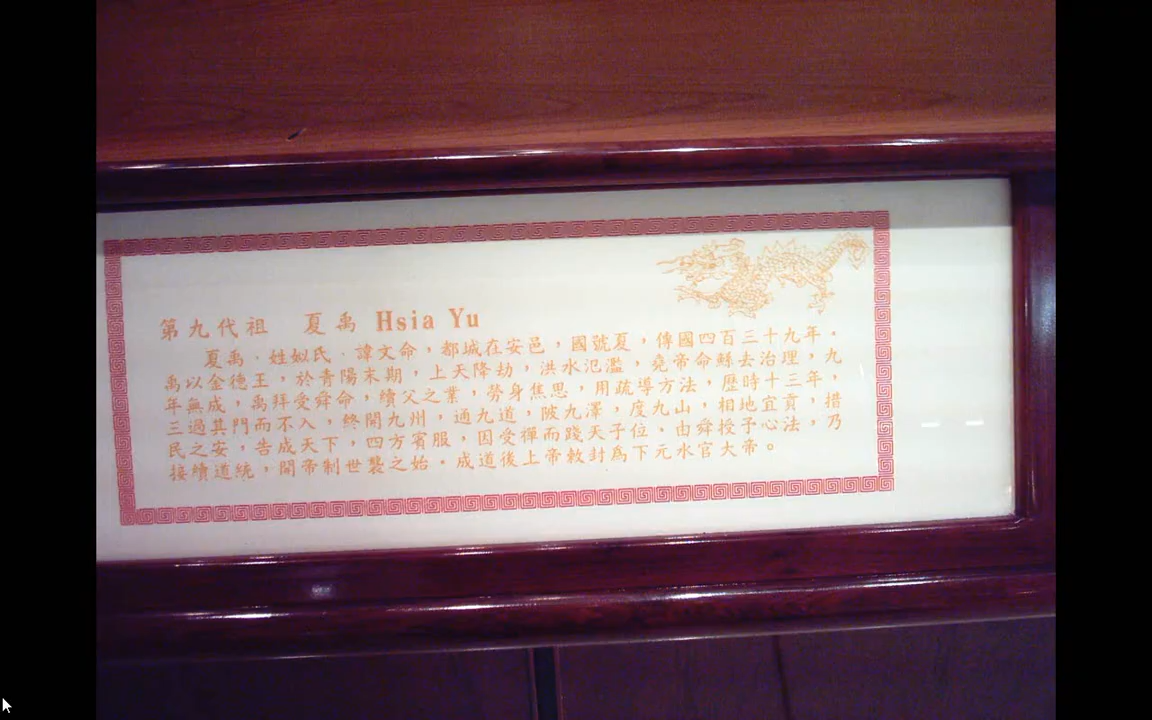 第九代祖 夏禹 Hsia Yu
夏禹．姓姒氏．諱文命，都城在安邑，國號夏，傳國四百三十九年．
禹以金德王，於青陽末期，上天降劫，洪水氾濫，堯帝命鯀去治理，九
年無成，禹拜受舜命，續父之業，勞身焦思，用疏導方法，歷時十三年，
三過其門而不入，終開九州，通九道，陂九澤，度九山，相地宜貢，措
民之安，告成天下，四方賓服，因受禪而踐天子位．由舜授予心法，乃
接續道統，開帝制世襲之始．成道後上帝敕封為下元水官大帝。